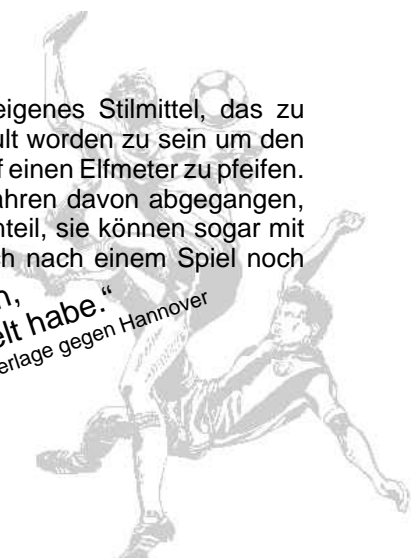 eigenes Stilmittel, das zu
ult worden zu sein um den
f einen Elfmeter zu pfeifen.
ahren davon abgegangen,
nteil, sie können sogar mit
ch nach einem Spiel noch
n,
elt habe.“
erlage gegen Hannover